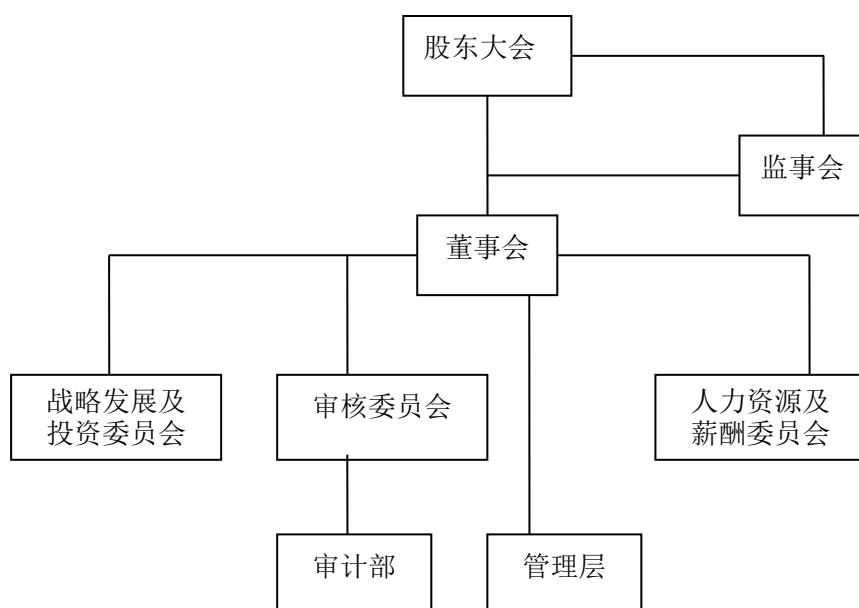 股东大会
监事会
董事会
战略发展及
投资委员会
审核委员会
人力资源及
薪酬委员会
审计部
管理层